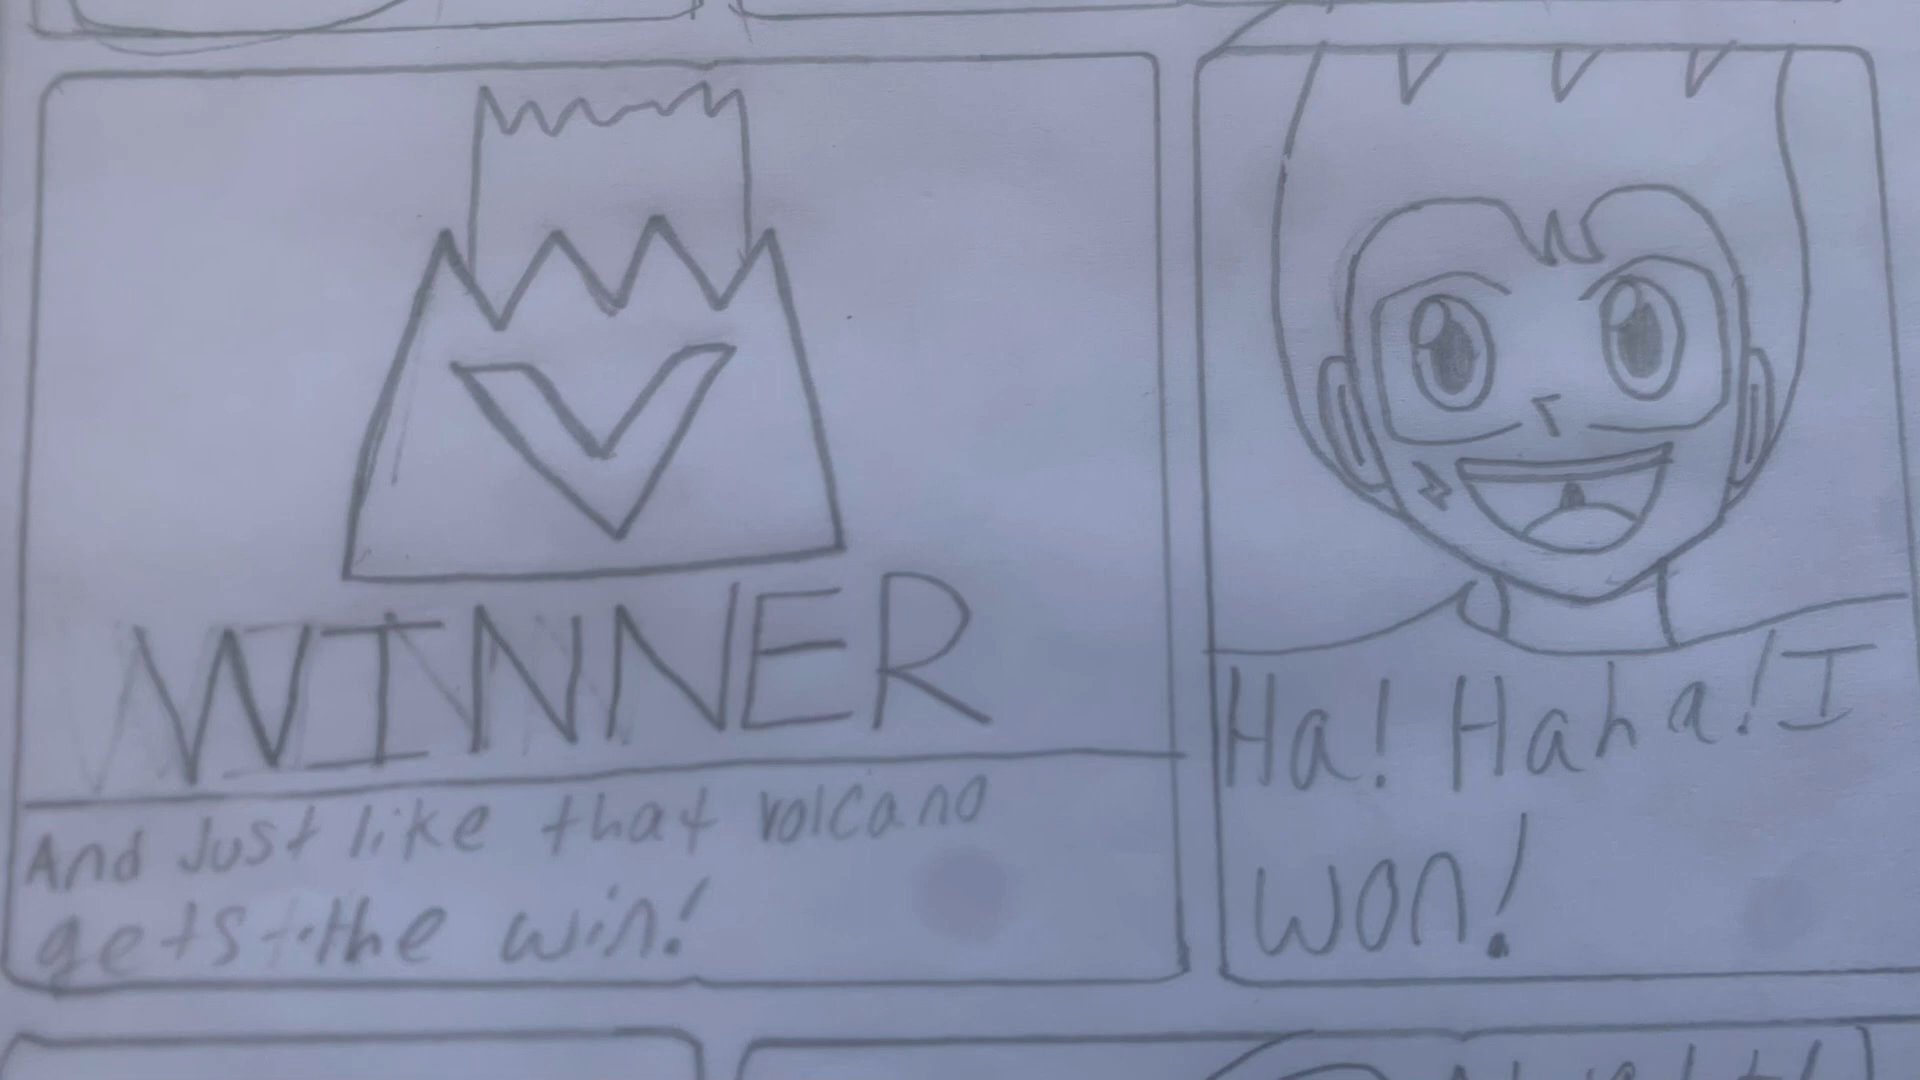 V
WINNER
And Just like that volcano
gets the win!
Ha! Haha! I
won!